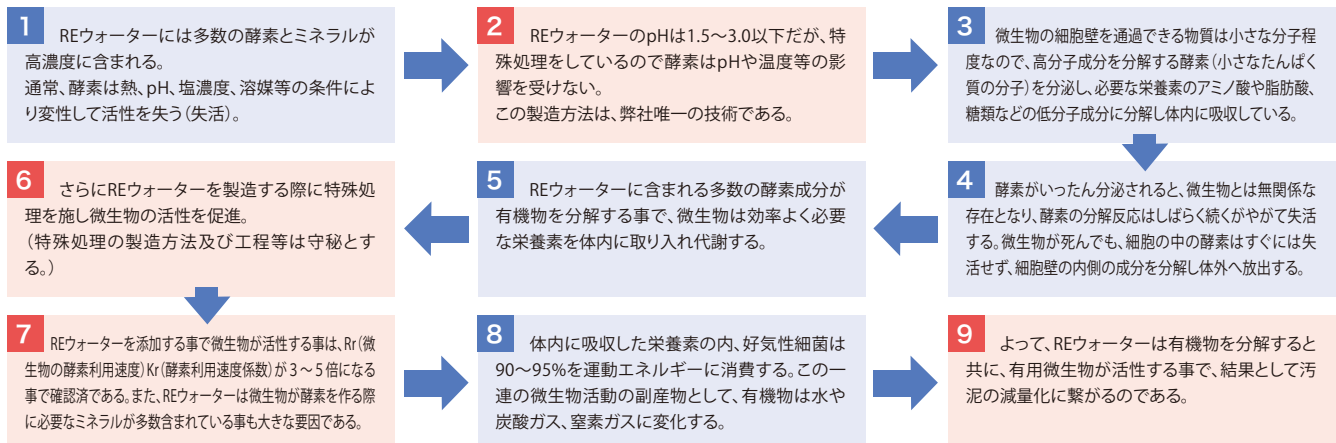 1
REウォーターには多数の酵素とミネラルが
高濃度に含まれる。
通常、酵素は熱、pH、塩濃度、溶媒等の条件によ
り変性して活性を失う(失活)。
2
REウォーターのpHは1.5〜3.0以下だが、特
殊処理をしているので酵素はpHや温度等の影
響を受けない。
この製造方法は、弊社唯一の技術である。
3
微生物の細胞壁を通過できる物質は小さな分子程
度なので、高分子成分を分解する酵素(小さなたんぱく
質の分子)を分泌し、必要な栄養素のアミノ酸や脂肪酸、
糖類などの低分子成分に分解し体内に吸収している。
4
酵素がいったん分泌されると、微生物とは無関係な
存在となり、酵素の分解反応はしばらく続くがやがて失活
する。微生物が死んでも、細胞の中の酵素はすぐには失
活せず、細胞壁の内側の成分を分解し体外へ放出する。
5
REウォーターに含まれる多数の酵素成分が
有機物を分解する事で、微生物は効率よく必要
な栄養素を体内に取り入れ代謝する。
6
さらにREウォーターを製造する際に特殊処
理を施し微生物の活性を促進。
(特殊処理の製造方法及び工程等は守秘とす
る。)
7
REウォーターを添加する事で微生物が活性する事は、Rr(微
生物の酵素利用速度)Kr(酵素利用速度係数)が3〜5倍になる
事で確認済である。また、REウォーターは微生物が酵素を作る際
に必要なミネラルが多数含まれている事も大きな要因である。
8
体内に吸収した栄養素の内、好気性細菌は
90〜95%を運動エネルギーに消費する。この一
連の微生物活動の副産物として、有機物は水や
炭酸ガス、窒素ガスに変化する。
9
よって、REウォーターは有機物を分解すると
共に、有用微生物が活性する事で、結果として汚
泥の減量化に繋がるのである。